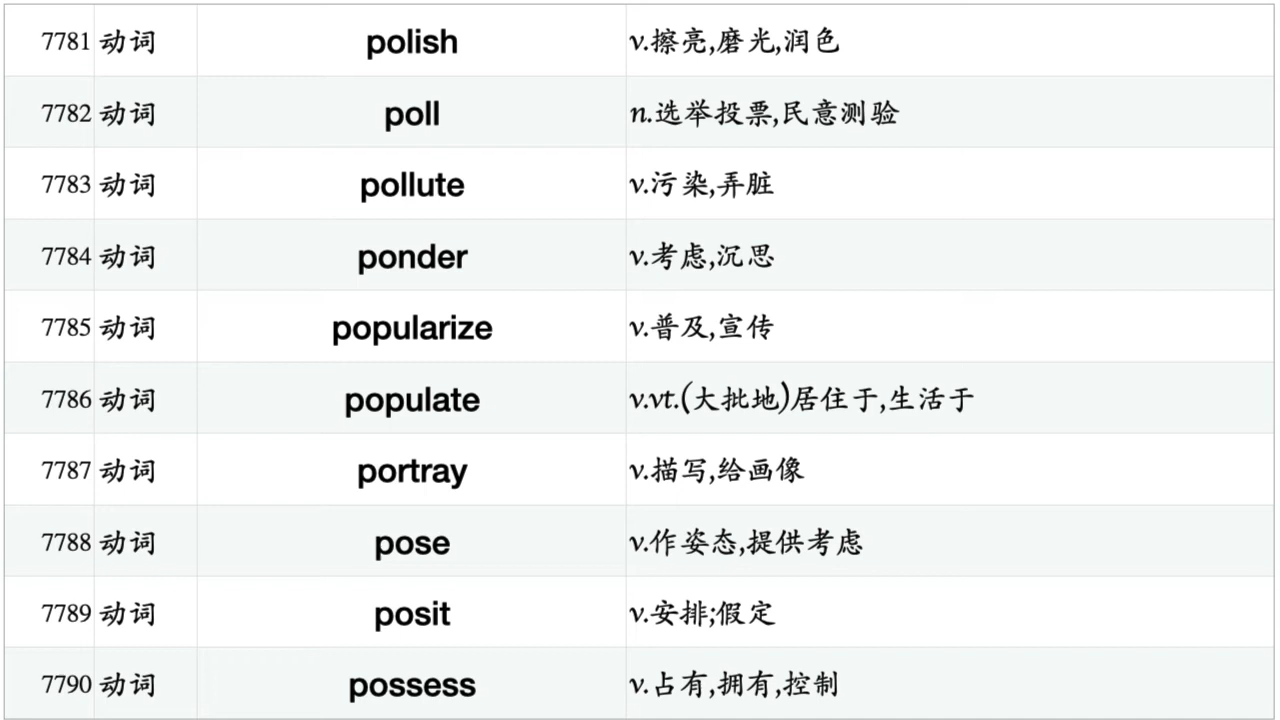 7781 动词 polish v.擦亮,磨光,润色
7782 动词 poll n.选举投票,民意测验
7783 动词 pollute v.污染,弄脏
7784 动词 ponder v.考虑,沉思
7785 动词 popularize v.普及,宣传
7786 动词 populate v.vt.(大批地)居住于,生活于
7787 动词 portray v.描写,给画像
7788 动词 pose v.作姿态,提供考虑
7789 动词 posit v.安排;假定
7790 动词 possess v.占有,拥有,控制